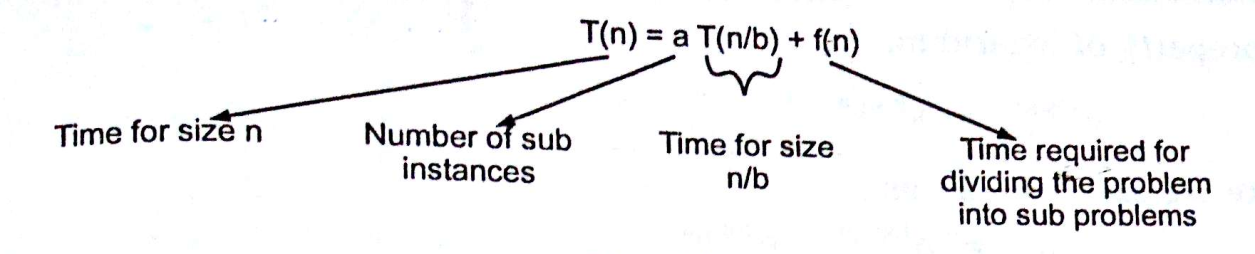 T(n) = a T(n/b) + f(n)
Time for size n
Number of sub
instances
Time for size
n/b
Time required for
dividing the problem
into sub problems